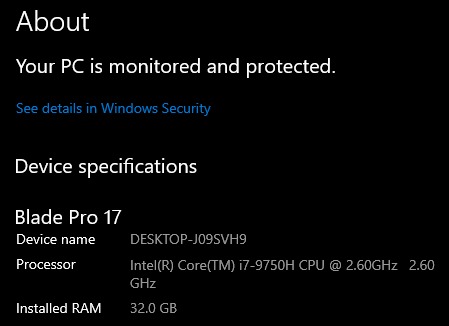 About
Your PC is monitored and protected.
See details in Windows Security
Device specifications
Blade Pro 17
Device name DESKTOP-J09SVH9
Processor Intel(R) Core(TM) i7-9750H CPU @ 2.60GHz 2.60
GHz
Installed RAM 32.0 GB